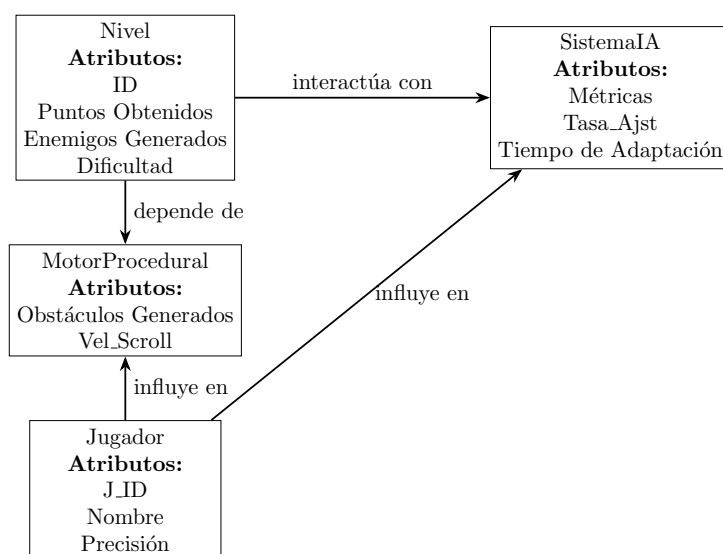 Nivel
Atributos:
ID
Puntos Obtenidos
Enemigos Generados
Dificultad
interactúa con
SistemaIA
Atributos:
Métricas
Tasa_Ajst
Tiempo de Adaptación
depende de
MotorProcedural
Atributos:
Obstáculos Generados
Vel_Scroll
influye en
influye en
Jugador
Atributos:
J_ID
Nombre
Precisión